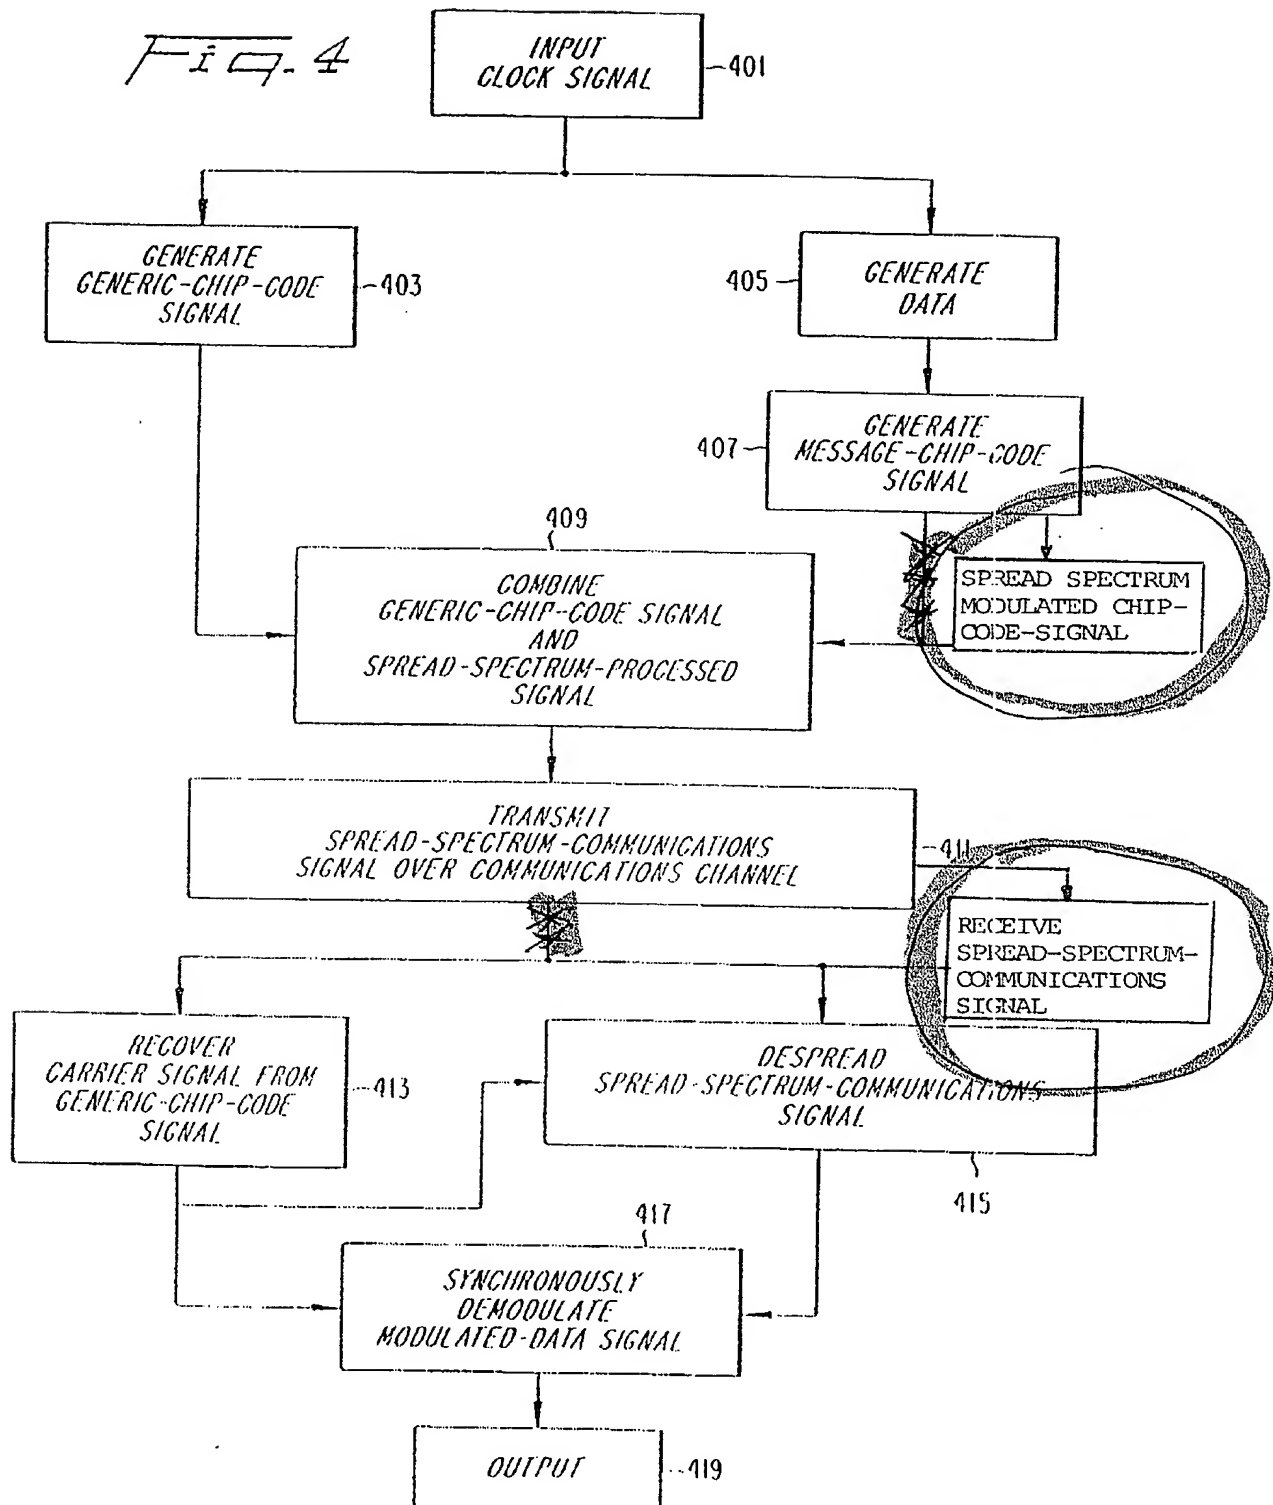 Fig. 4
INPUT
CLOCK SIGNAL
401
GENERATE
GENERIC-CHIP-CODE
SIGNAL
403
405
GENERATE
DATA
407
GENERATE
MESSAGE-CHIP-CODE
SIGNAL
409
COMBINE
GENERIC-CHIP-CODE SIGNAL
AND
SPREAD-SPECTRUM-PROCESSED
SIGNAL
SPREAD SPECTRUM
MODULATED CHIP-
CODE-SIGNAL
TRANSMIT
SPREAD-SPECTRUM-COMMUNICATIONS
SIGNAL OVER COMMUNICATIONS CHANNEL
411
RECEIVE
SPREAD-SPECTRUM-
COMMUNICATIONS
SIGNAL
RECOVER
CARRIER SIGNAL FROM
GENERIC-CHIP-CODE
SIGNAL
413
DESPREAD
SPREAD-SPECTRUM-COMMUNICATIONS
SIGNAL
415
417
SYNCHRONOUSLY
DEMODULATE
MODULATED-DATA SIGNAL
OUTPUT
419